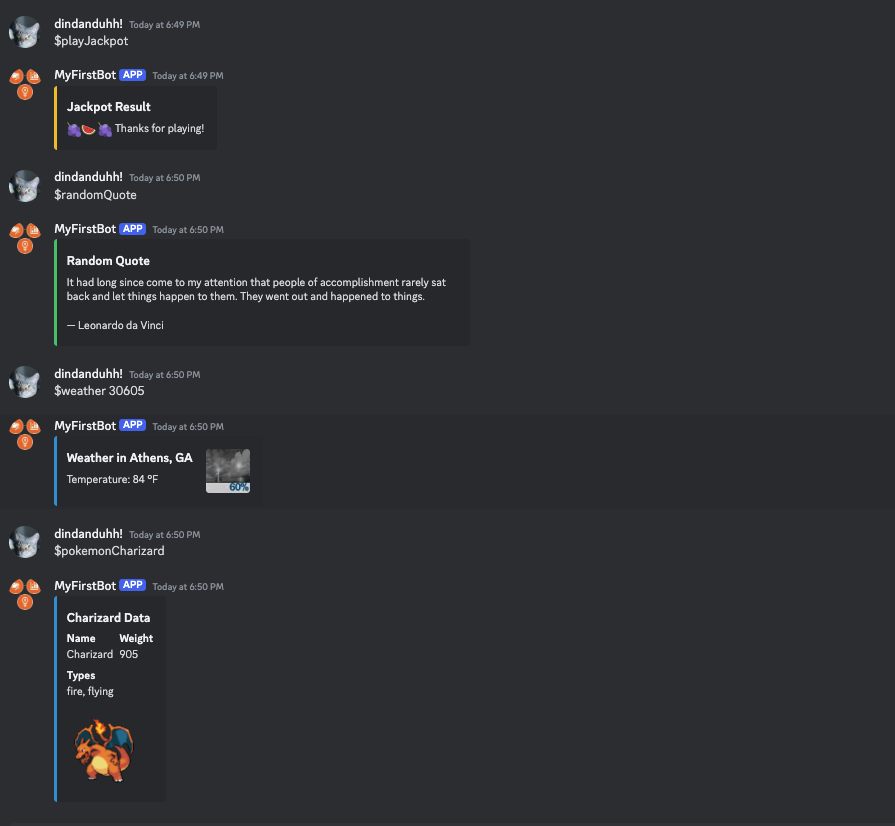 dindanduhh! Today at 6:49 PM
$playJackpot
MyFirstBot APP Today at 6:49 PM
Jackpot Result
🍇🍉🍇 Thanks for playing!
dindanduhh! Today at 6:50 PM
$randomQuote
MyFirstBot APP Today at 6:50 PM
Random Quote
It had long since come to my attention that people of accomplishment rarely sat
back and let things happen to them. They went out and happened to things.
— Leonardo da Vinci
dindanduhh! Today at 6:50 PM
$weather 30605
MyFirstBot APP Today at 6:50 PM
Weather in Athens, GA
Temperature: 84 °F
60%
dindanduhh! Today at 6:50 PM
$pokemonCharizard
MyFirstBot APP Today at 6:50 PM
Charizard Data
Name Weight
Charizard 905
Types
fire, flying